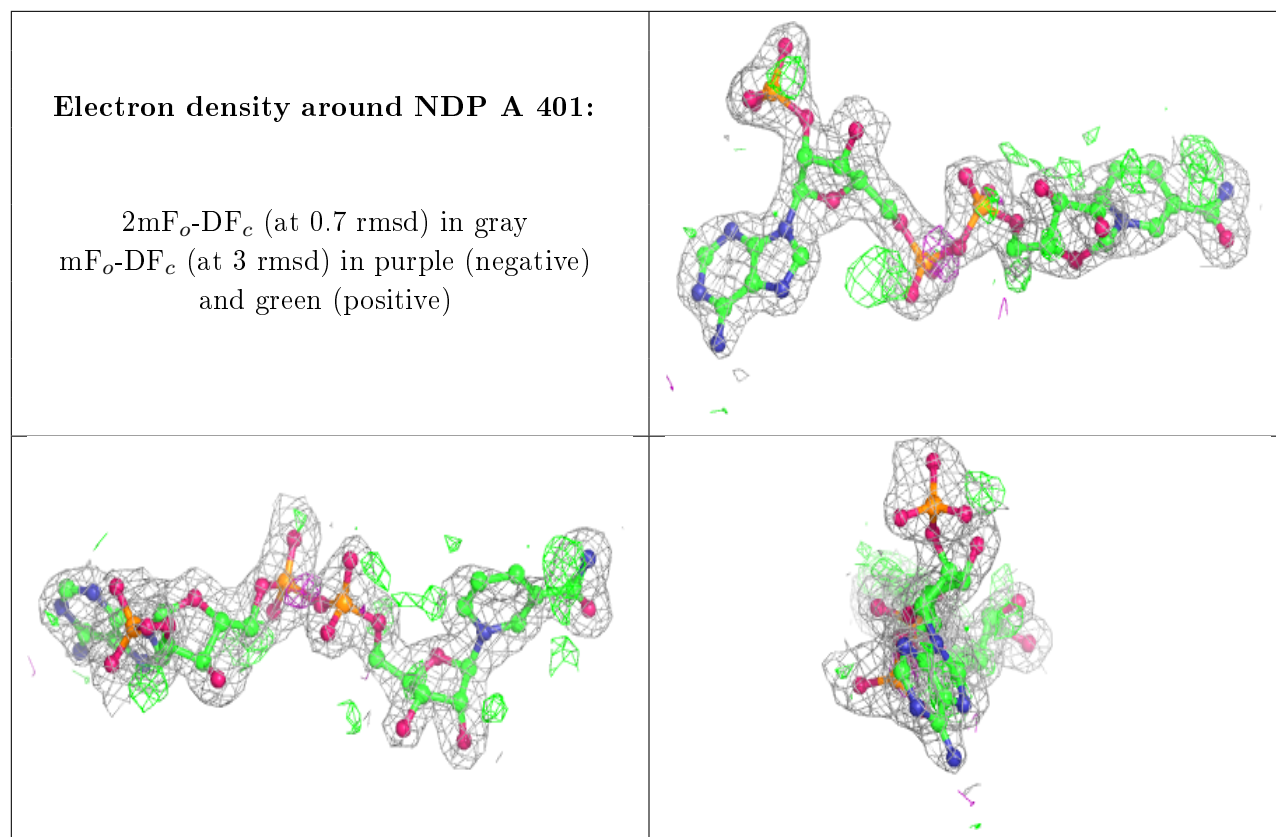 Electron density around NDP A 401:
2mFo-DFc (at 0.7 rmsd) in gray
mFo-DFc (at 3 rmsd) in purple (negative)
and green (positive)